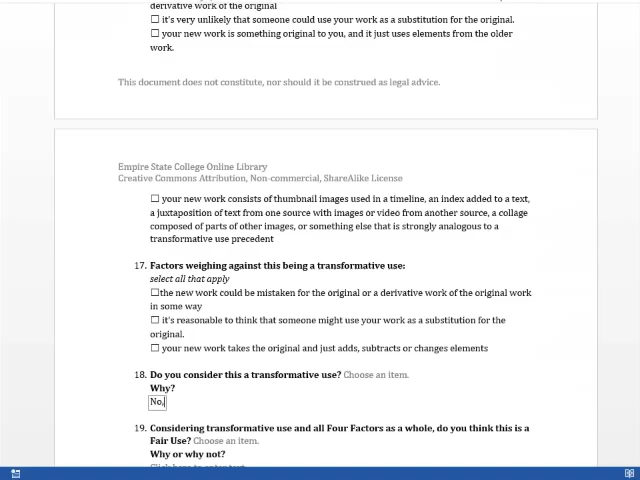 derivative work of the original
☐ it's very unlikely that someone could use your work as a substitution for the original.
☐ your new work is something original to you, and it just uses elements from the older
work.
This document does not constitute, nor should it be construed as legal advice.
Empire State College Online Library
Creative Commons Attribution, Non-commercial, ShareAlike License
☐ your new work consists of thumbnail images used in a timeline, an index added to a text,
a juxtaposition of text from one source with images or video from another source, a collage
composed of parts of other images, or something else that is strongly analogous to a
transformative use precedent
17. Factors weighing against this being a transformative use:
select all that apply
☐the new work could be mistaken for the original or a derivative work of the original work
in some way
☐ it's reasonable to think that someone might use your work as a substitution for the
original.
☐ your new work takes the original and just adds, subtracts or changes elements
18. Do you consider this a transformative use? Choose an item.
Why?
No,
19. Considering transformative use and all Four Factors as a whole, do you think this is a
Fair Use? Choose an item.
Why or why not?
Click here to enter text.